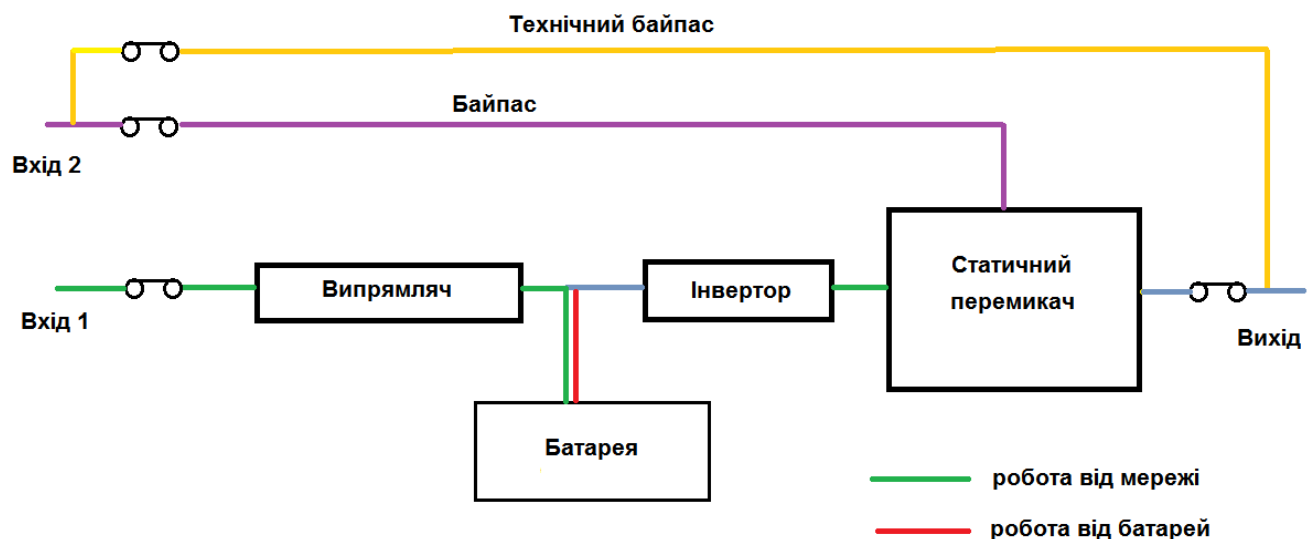 Технічний байпас
Байпас
Вхід 2
Статичний
перемикач
Випрямляч
Інвертор
Вхід 1
Вихід
Батарея
робота від мережі
робота від батарей